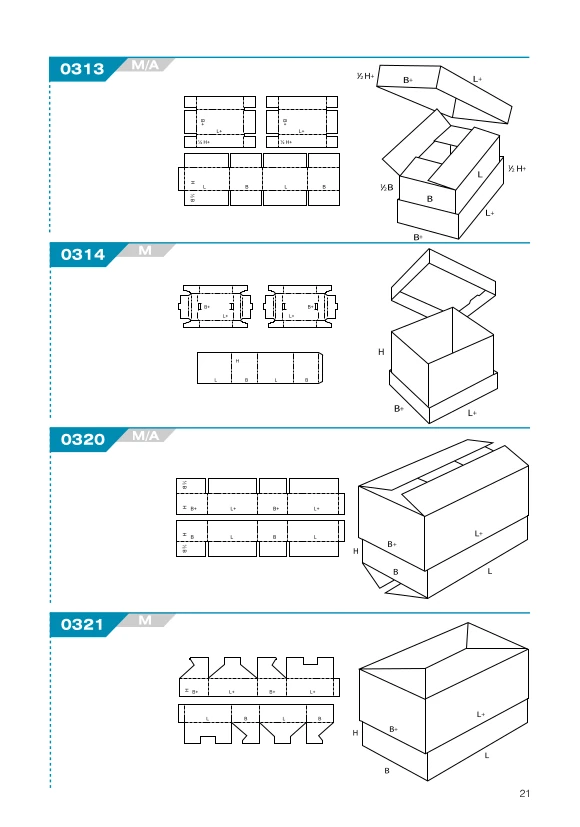 0313 M/A
½ H+ B+ L+
B+ L+ ½ H+ L+ ½ H+
½ H+
L
½B
B
L+
B+
H L B L B
½B
0314 M
B+ L+ B+ L+
H
L B L B
H
B+ L+
0320 M/A
½B
H B+ L+ B+ L+
H B L B L
½B
L+
B+
H
B L
0321 M
H B+ L+ B+ L+
L B L B
L+
B+
H
L
B
21